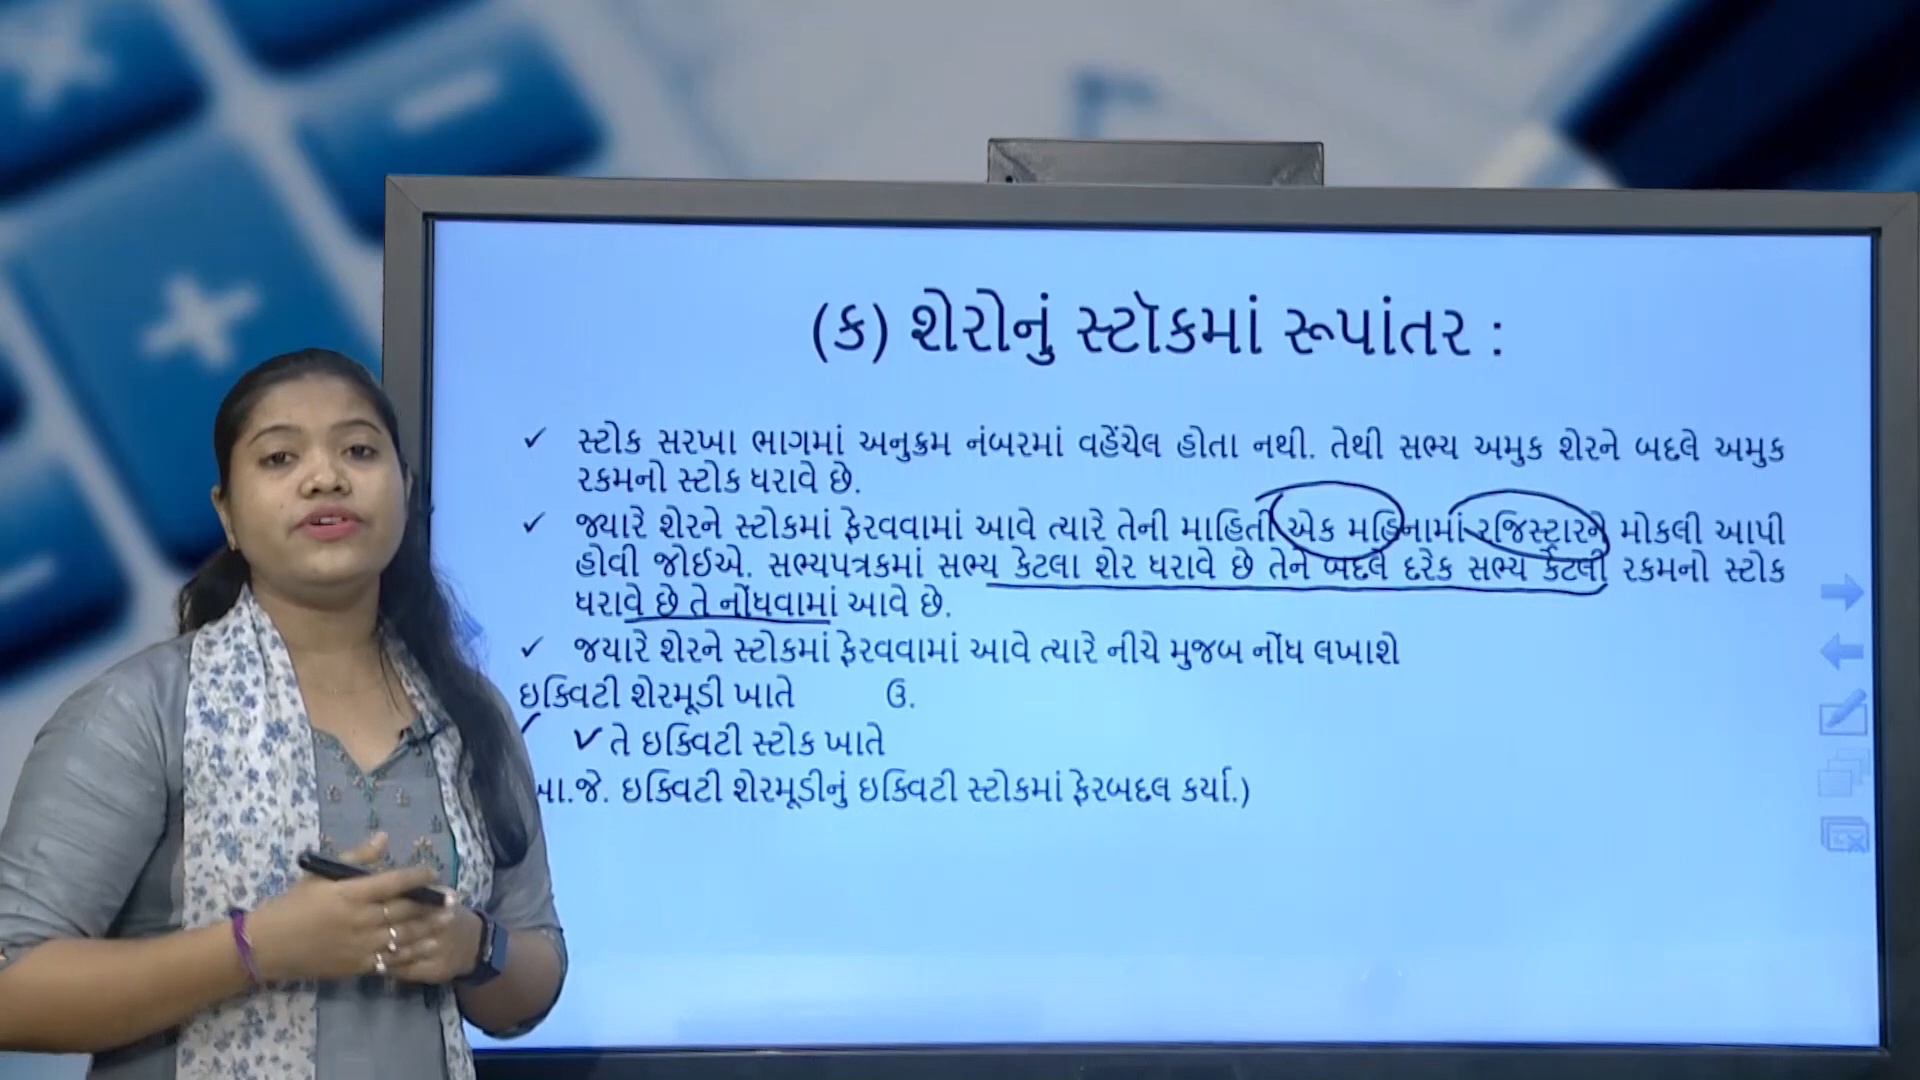 (ક) શેરોનું સ્ટૉકમાં રૂપાંતર :
✓ સ્ટોક સરખા ભાગમાં અનુક્રમ નંબરમાં વહેંચેલ હોતા નથી. તેથી સભ્ય અમુક શેરને બદલે અમુક
રકમનો સ્ટોક ધરાવે છે.
✓ જ્યારે શેરને સ્ટોકમાં ફેરવવામાં આવે ત્યારે તેની માહિતી એક મહિનામાં રજિસ્ટ્રારને મોકલી આપી
હોવી જોઈએ. સભ્યપત્રકમાં સભ્ય કેટલા શેર ધરાવે છે તેને બદલે દરેક સભ્ય કેટલી રકમનો સ્ટોક
ધરાવે છે તે નોંધવામાં આવે છે.
✓ જયારે શેરને સ્ટોકમાં ફેરવવામાં આવે ત્યારે નીચે મુજબ નોંધ લખાશે
ઇક્વિટી શેરમૂડી ખાતે ઉ.
તે ઇક્વિટી સ્ટોક ખાતે
બા.જે. ઇક્વિટી શેરમૂડીનું ઇક્વિટી સ્ટોકમાં ફેરબદલ કર્યા.)